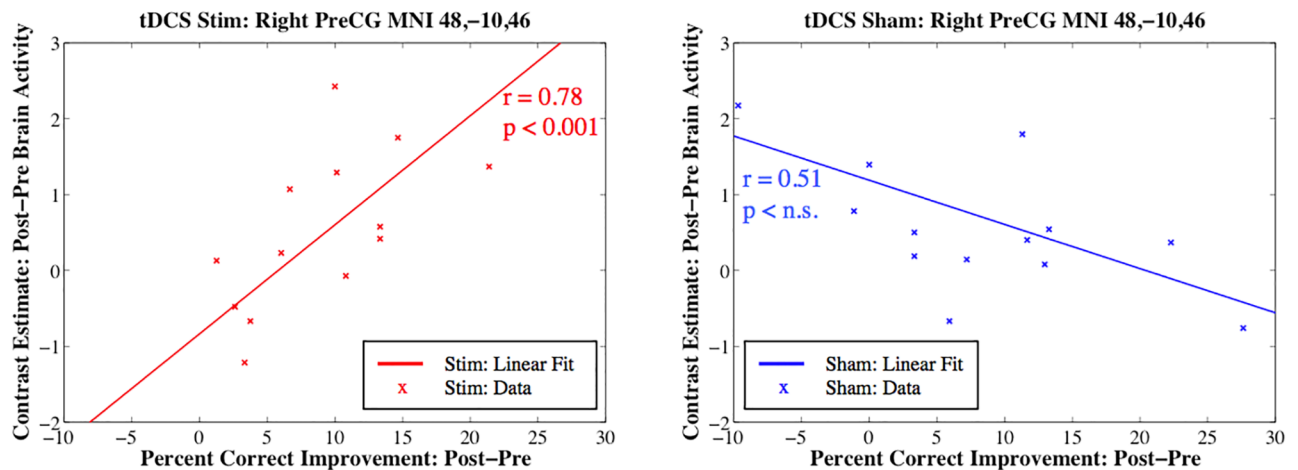 tDCS Stim: Right PreCG MNI 48,−10,46
Contrast Estimate: Post−Pre Brain Activity
3
2
1
0
−1
−2
r = 0.78
p < 0.001
Stim: Linear Fit
x Stim: Data
−10 −5 0 5 10 15 20 25 30
Percent Correct Improvement: Post−Pre
tDCS Sham: Right PreCG MNI 48,−10,46
Contrast Estimate: Post−Pre Brain Activity
3
2
1
0
−1
−2
r = 0.51
p < n.s.
Sham: Linear Fit
x Sham: Data
−10 −5 0 5 10 15 20 25 30
Percent Correct Improvement: Post−Pre